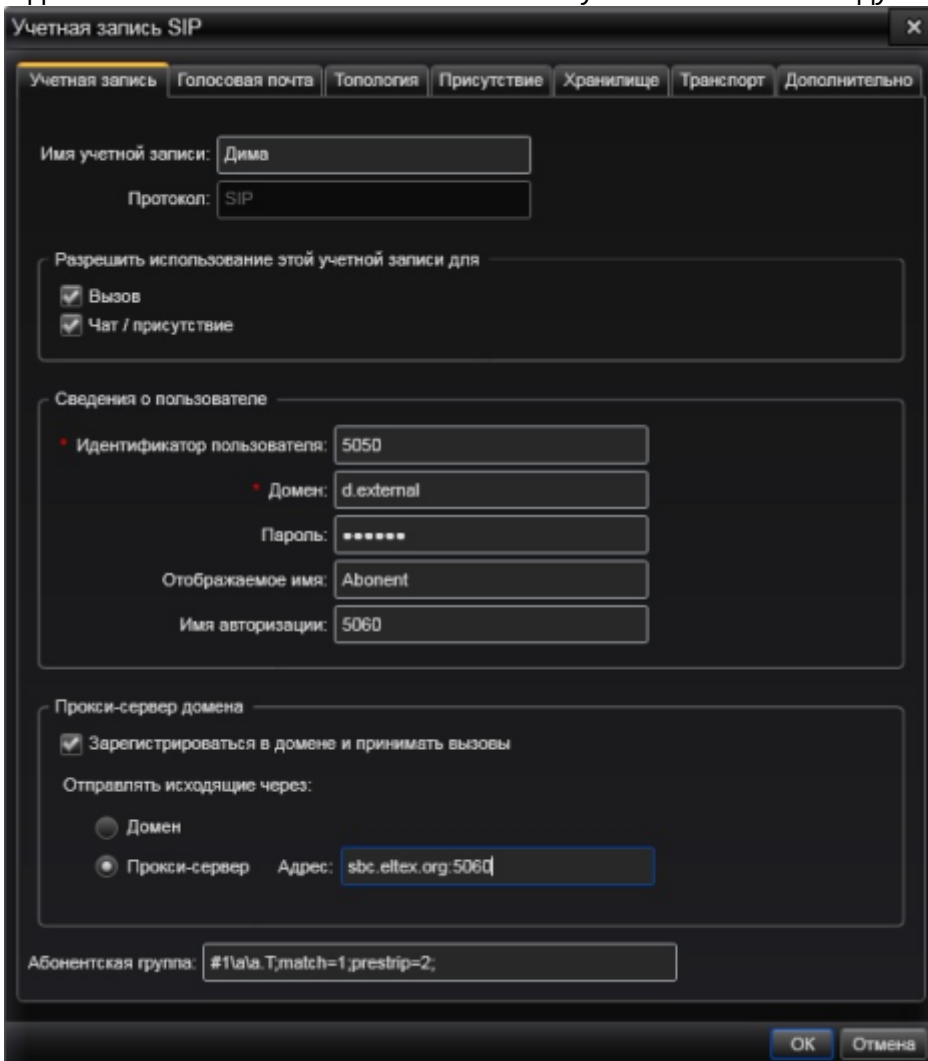 Учетная запись SIP
Учетная запись Голосовая почта Топология Присутствие Хранилище Транспорт Дополнительно
Имя учетной записи: Дима
Протокол: SIP
Разрешить использование этой учетной записи для
Вызов
Чат / присутствие
Сведения о пользователе
* Идентификатор пользователя: 5050
* Домен: d.external
Пароль: ••••••
Отображаемое имя: Abonent
Имя авторизации: 5060
Прокси-сервер домена
Зарегистрироваться в домене и принимать вызовы
Отправлять исходящие через:
Домен
Прокси-сервер Адрес: sbc.eltex.org:5060
Абонентская группа: #1\a\a.T;match=1;prestrip=2;
OK Отмена